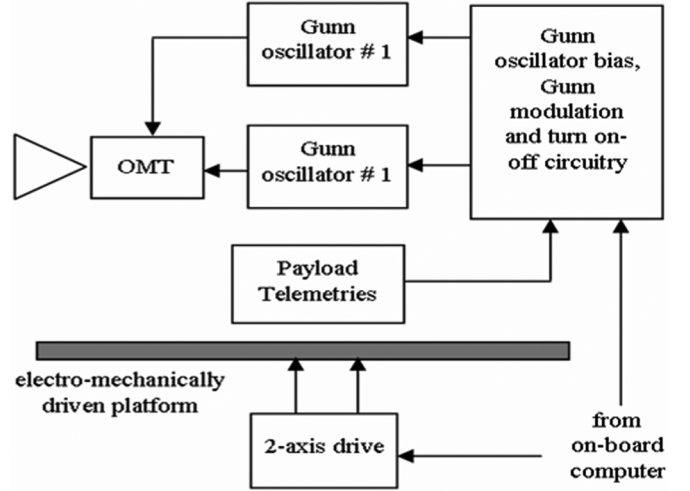 Gunn
oscillator # 1
Gunn
oscillator bias,
Gunn
modulation
and turn on-
off circuitry
OMT
Gunn
oscillator # 1
Payload
Telemetries
electro-mechanically
driven platform
2-axis drive
from
on-board
computer